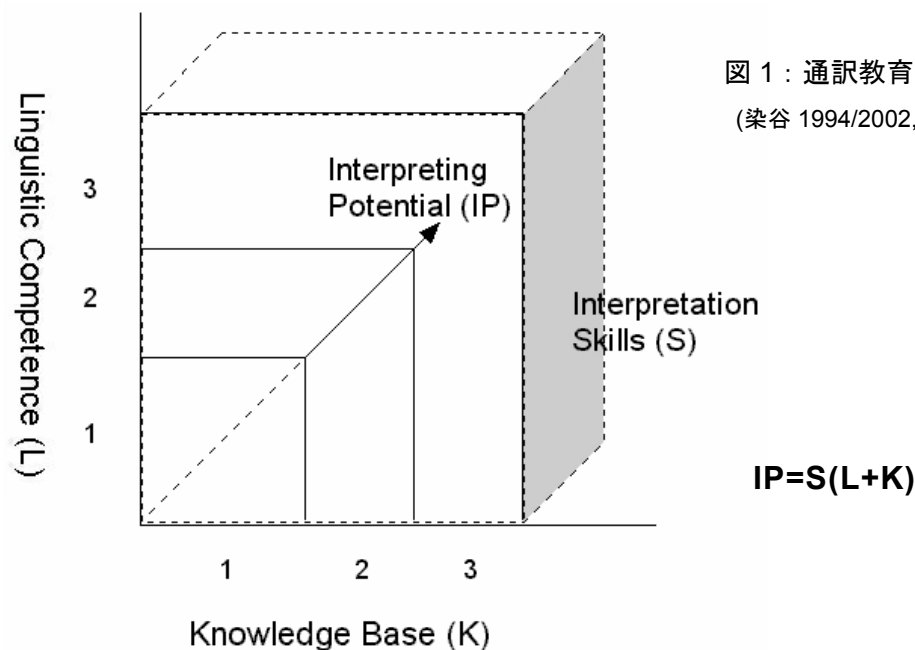 図 1：通訳教育
(染谷 1994/2002,
Linguistic Competence (L)
3
2
1
Interpreting
Potential (IP)
Interpretation
Skills (S)
IP=S(L+K)
1 2 3
Knowledge Base (K)